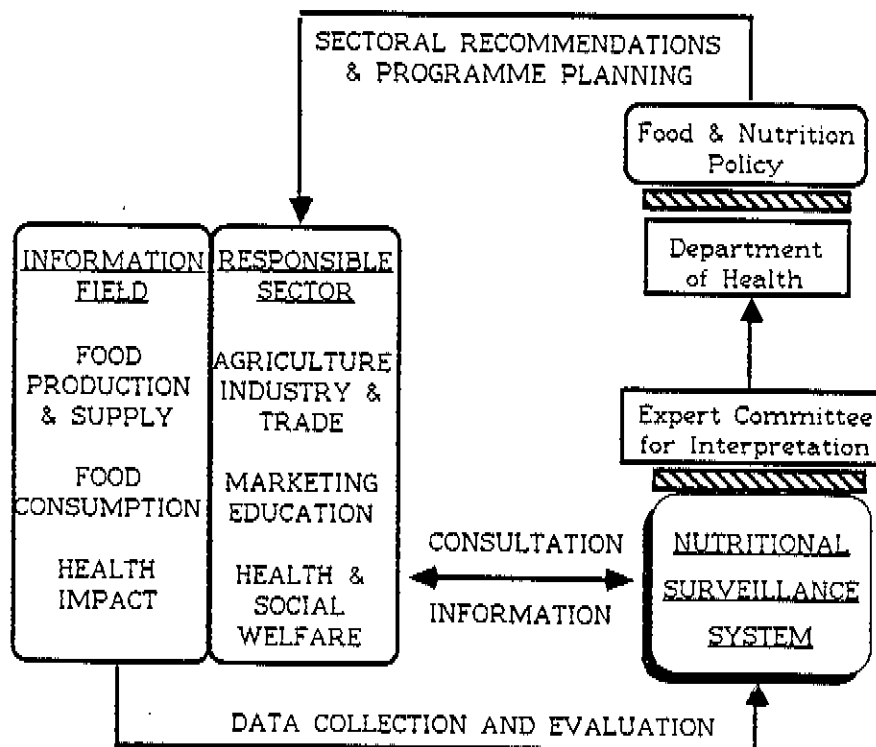 SECTORAL RECOMMENDATIONS
& PROGRAMME PLANNING
Food & Nutrition
Policy
Department
of Health
Expert Committee
for Interpretation
NUTRITIONAL
SURVEILLANCE
SYSTEM
INFORMATION
FIELD
FOOD
PRODUCTION
& SUPPLY
FOOD
CONSUMPTION
HEALTH
IMPACT
RESPONSIBLE
SECTOR
AGRICULTURE
INDUSTRY &
TRADE
MARKETING
EDUCATION
HEALTH &
SOCIAL
WELFARE
CONSULTATION
INFORMATION
DATA COLLECTION AND EVALUATION